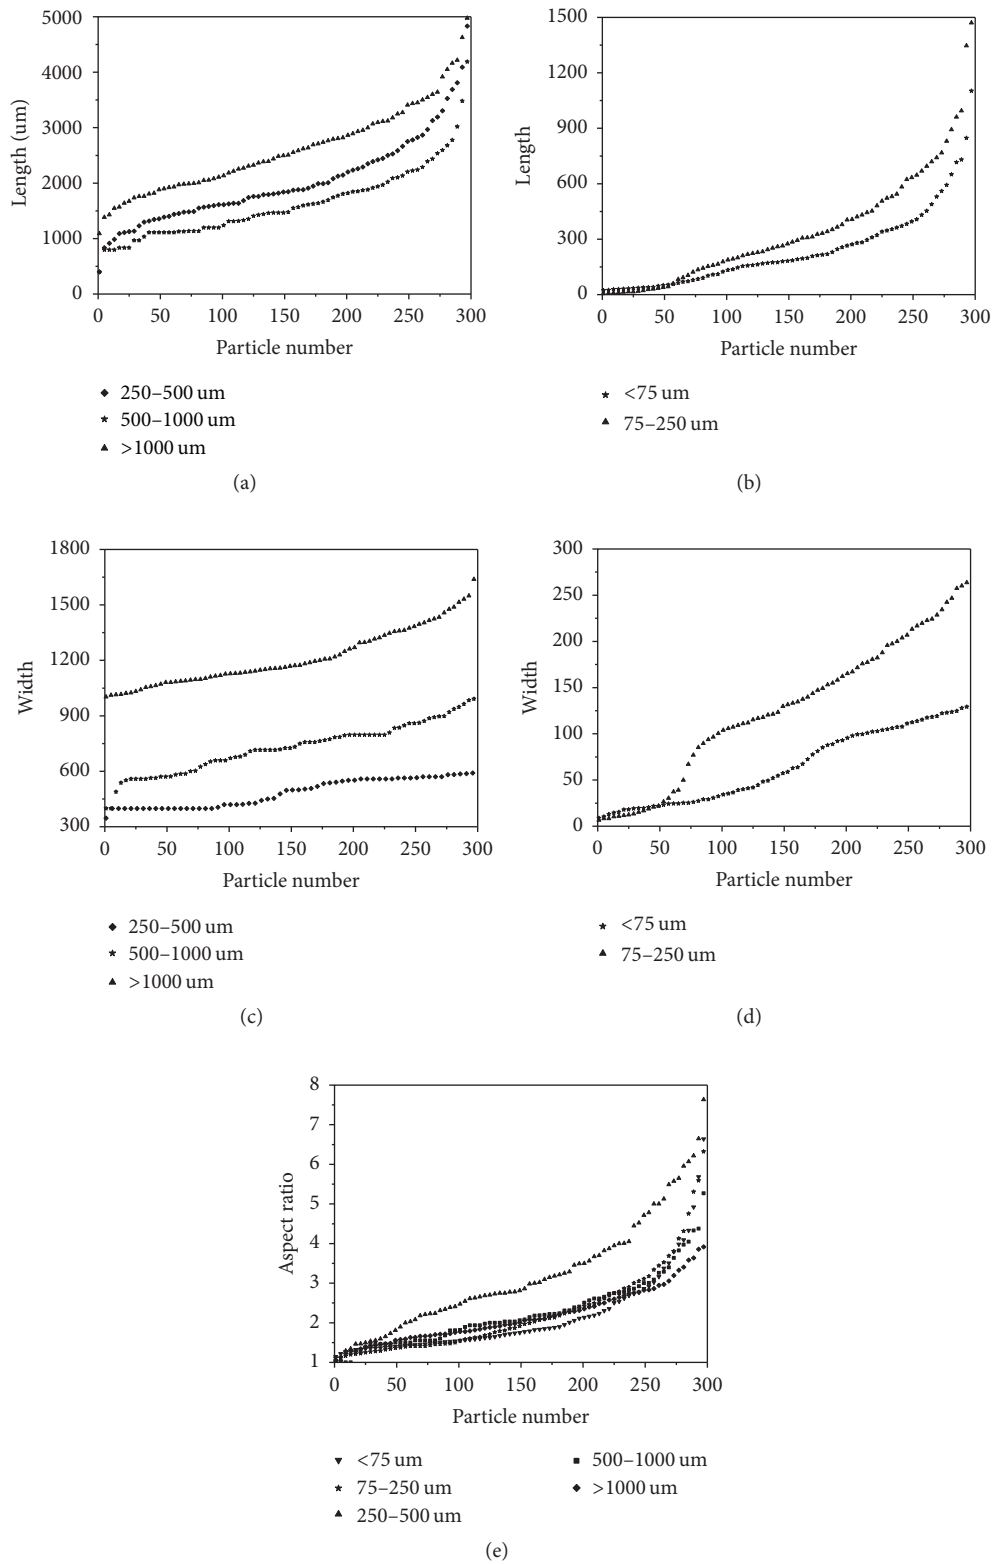 5000
4000
3000
2000
1000
0
Length (um)
0 50 100 150 200 250 300
Particle number
250–500 um
500–1000 um
>1000 um
(a)
1500
1200
900
600
300
0
Length
0 50 100 150 200 250 300
Particle number
<75 um
75–250 um
(b)
1800
1500
1200
900
600
300
Width
0 50 100 150 200 250 300
Particle number
250–500 um
500–1000 um
>1000 um
(c)
300
250
200
150
100
50
0
Width
0 50 100 150 200 250 300
Particle number
<75 um
75–250 um
(d)
8
7
6
5
4
3
2
1
Aspect ratio
0 50 100 150 200 250 300
Particle number
<75 um
75–250 um
250–500 um
500–1000 um
>1000 um
(e)